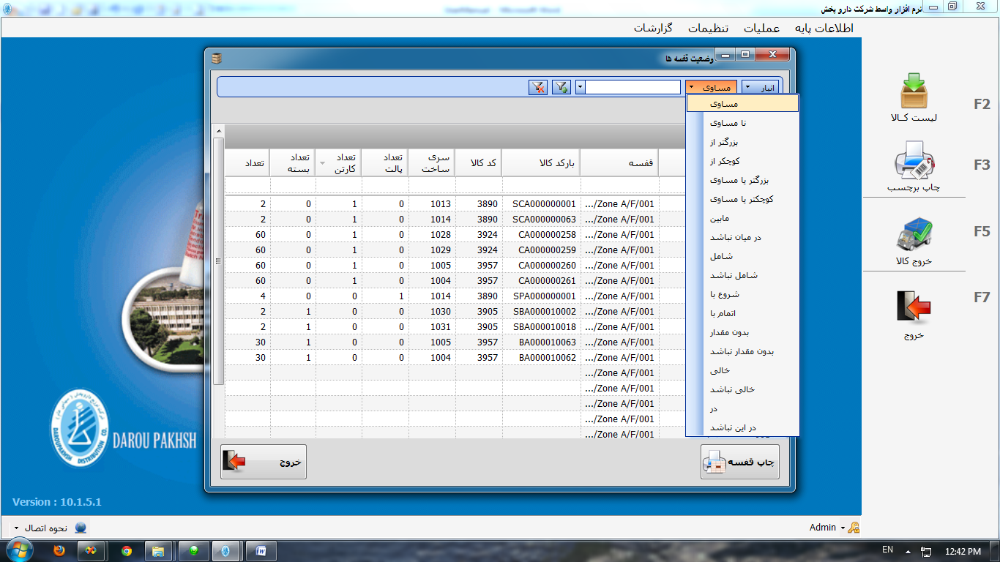 نرم افزار واسط شرکت دارو پخش
اطلاعات پایه
عملیات
تنظیمات
گزارشات
F2
لیست کـالا
F3
چاپ برچسب
F5
خروج کالا
F7
خروج
وضعیت قفسه ها
انبار
مساوی
مساوی
نا مساوی
بزرگتر از
کوچکر از
بزرگتر یا مساوی
کوچکتر یا مساوی
مابین
در میان نباشد
شامل
شامل نباشد
شروع با
اتمام با
بدون مقدار
بدون مقدار نباشد
خالی
خالی نباشد
در
در این نباشد
قفسه بارکد کالا کد کالا سری ساخت تعداد پالت تعداد کارتن تعداد بسته تعداد
.../Zone A/F/001 SCA000000001 3890 1013 0 1 0 2
.../Zone A/F/001 SCA000000063 3890 1014 0 1 0 2
.../Zone A/F/001 CA000000258 3924 1028 0 1 0 60
.../Zone A/F/001 CA000000259 3924 1029 0 1 0 60
.../Zone A/F/001 CA000000260 3957 1005 0 1 0 60
.../Zone A/F/001 CA000000261 3957 1004 0 1 0 60
.../Zone A/F/001 SPA000000001 3890 1014 1 0 0 4
.../Zone A/F/001 SBA000010002 3905 1030 0 0 1 2
.../Zone A/F/001 SBA000010018 3905 1031 0 0 1 2
.../Zone A/F/001 BA000010063 3957 1005 0 0 1 30
.../Zone A/F/001 BA000010062 3957 1004 0 0 1 30
.../Zone A/F/001
.../Zone A/F/001
.../Zone A/F/001
.../Zone A/F/001
.../Zone A/F/001
چاپ قفسه
خروج
DAROUPAKHSH DISTRIBUTION CO.
DAROU PAKHSH
Version : 10.1.5.1
Admin
نحوه اتصال
EN
12:42 PM